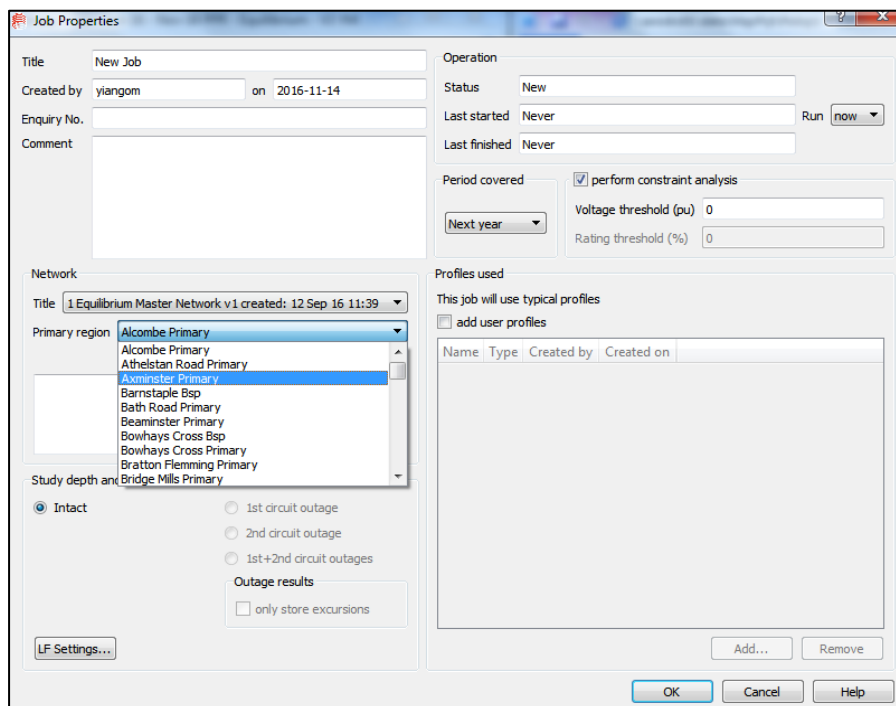 Job Properties
Title New Job
Created by yiangom on 2016-11-14
Enquiry No.
Comment
Operation
Status New
Last started Never Run now
Last finished Never
Period covered
Next year
perform constraint analysis
Voltage threshold (pu) 0
Rating threshold (%) 0
Network
Title 1 Equilibrium Master Network v1 created: 12 Sep 16 11:39
Primary region Alcombe Primary
Alcombe Primary
Athelstan Road Primary
Axminster Primary
Barnstaple Bsp
Bath Road Primary
Beaminster Primary
Bowhays Cross Bsp
Bowhays Cross Primary
Bratton Flemming Primary
Bridge Mills Primary
Study depth and
Intact
1st circuit outage
2nd circuit outage
1st+2nd circuit outages
Outage results
only store excursions
LF Settings...
Profiles used
This job will use typical profiles
add user profiles
Name Type Created by Created on
Add... Remove
OK Cancel Help